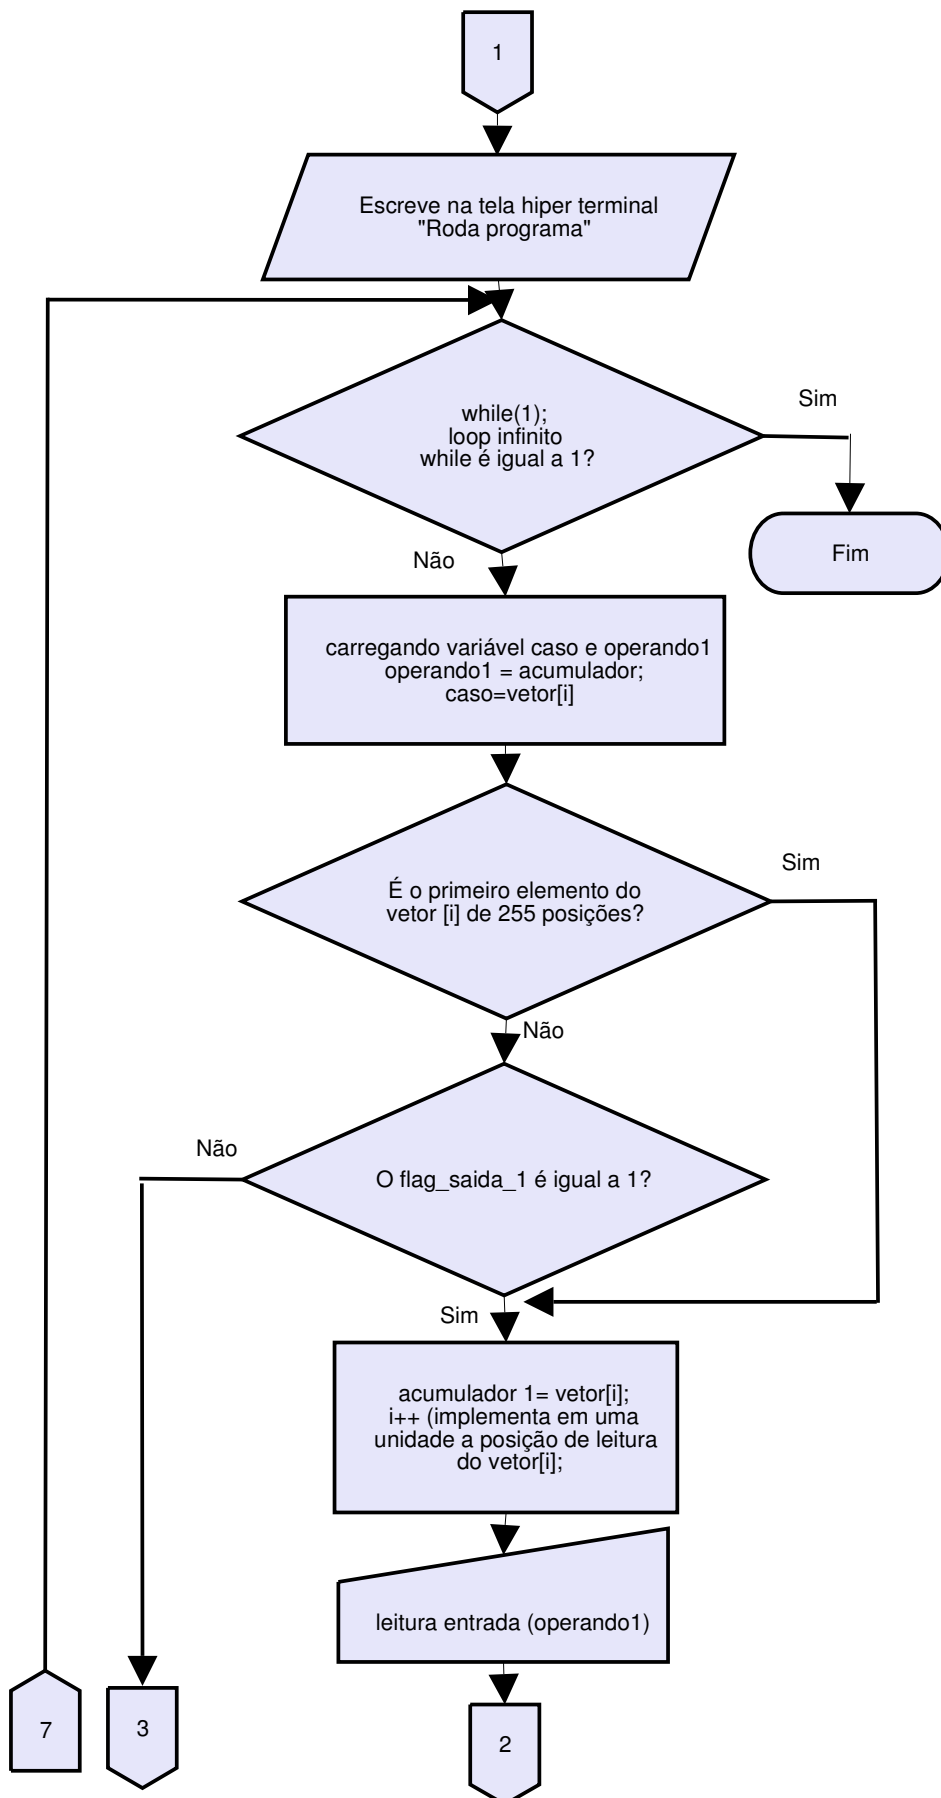 1
Escreve na tela hiper terminal
"Roda programa"
while(1);
loop infinito
while é igual a 1?
Sim
Fim
Não
carregando variável caso e operando1
operando1 = acumulador;
caso=vetor[i]
É o primeiro elemento do
vetor [i] de 255 posições?
Sim
Não
O flag_saida_1 é igual a 1?
Não
Sim
acumulador 1= vetor[i];
i++ (implementa em uma
unidade a posição de leitura
do vetor[i];
leitura entrada (operando1)
7
3
2